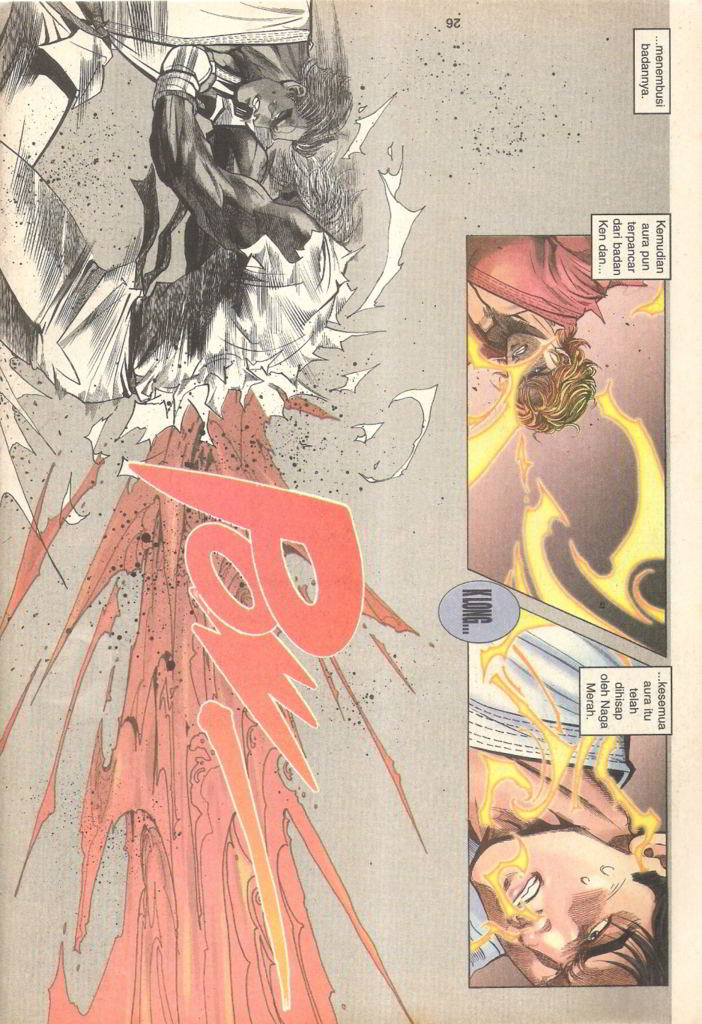 ...menembusi
badannya.
Kemudian
aura pun
terpancar
dari badan
Ken dan...
KLONG...
...kesemua
aura itu
telah
dihisap
oleh Naga
Merah.
POW!
26